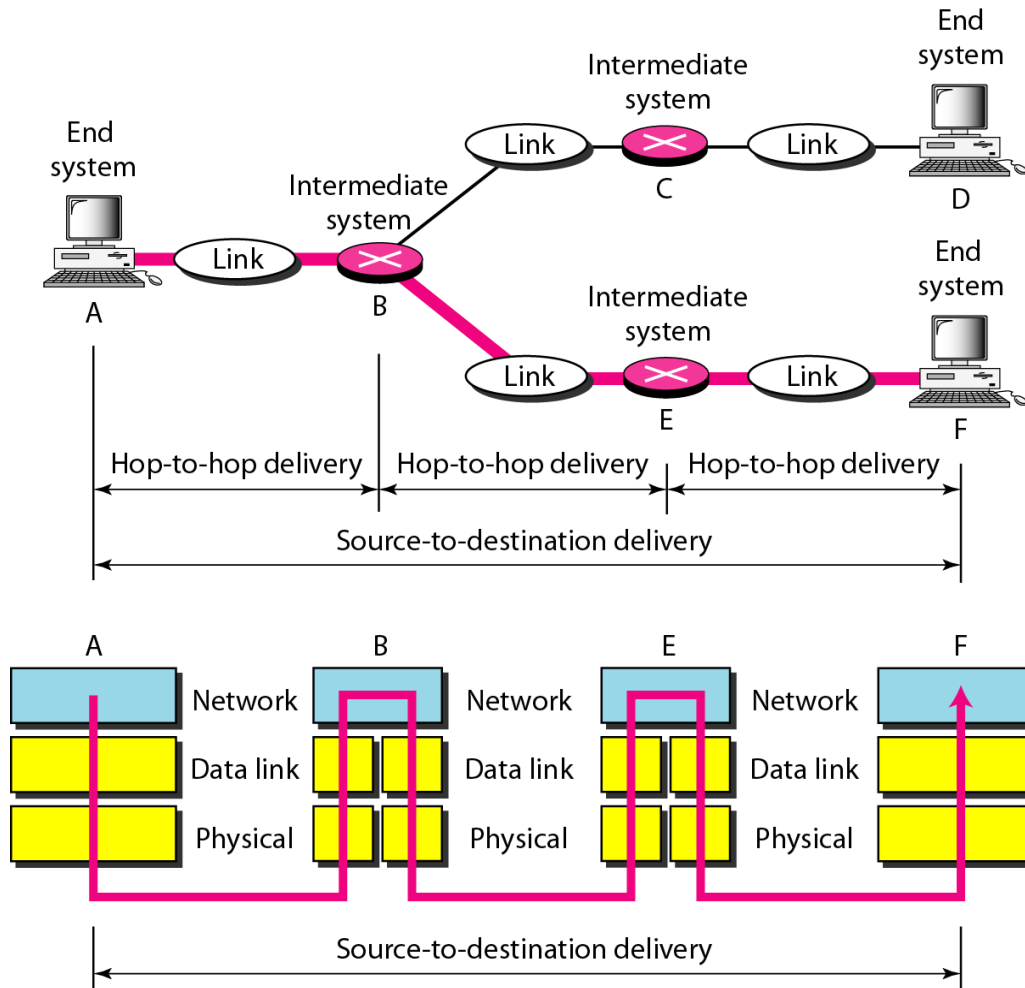 End
system
Intermediate
system
Link
Link
C
D
End
system
Intermediate
system
Link
A
B
End
system
Intermediate
system
Link
Link
E
F
Hop-to-hop delivery
Hop-to-hop delivery
Hop-to-hop delivery
Source-to-destination delivery
A
B
E
F
Network
Network
Network
Data link
Data link
Data link
Physical
Physical
Physical
Source-to-destination delivery